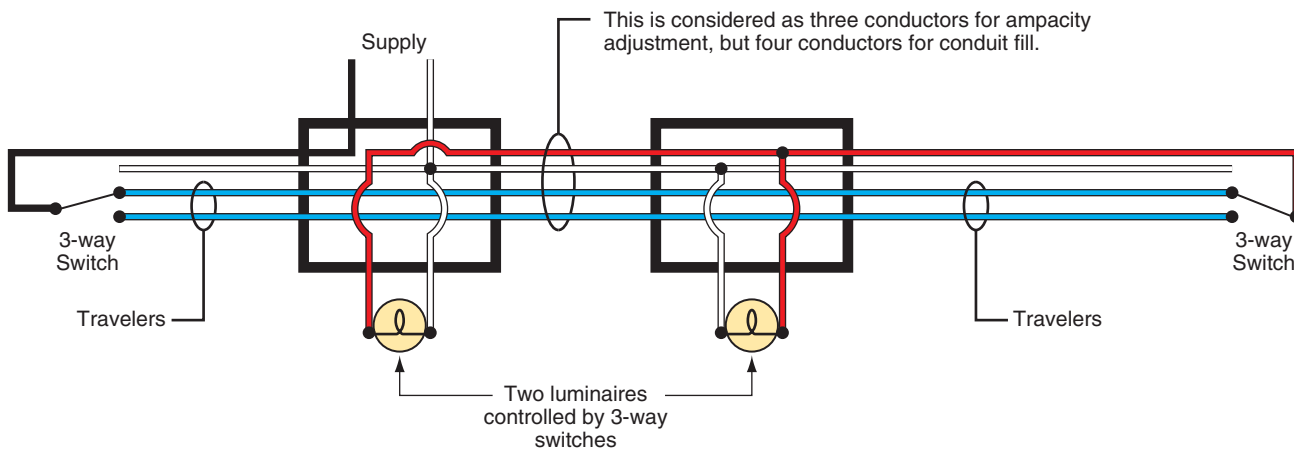 This is considered as three conductors for ampacity
adjustment, but four conductors for conduit fill.
Supply
3-way
Switch
3-way
Switch
Travelers
Travelers
Two luminaires
controlled by 3-way
switches